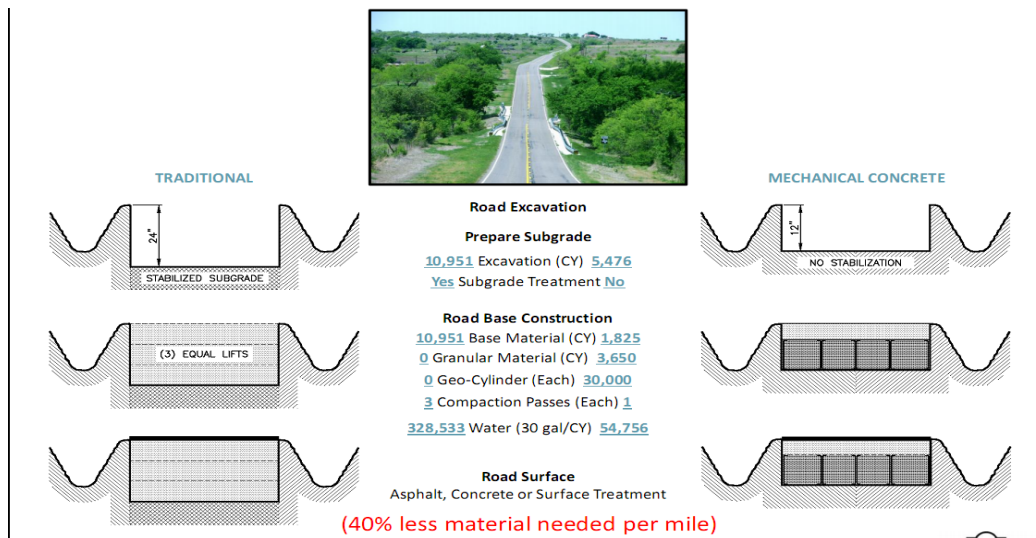 TRADITIONAL
MECHANICAL CONCRETE
24"
STABILIZED SUBGRADE
Road Excavation
Prepare Subgrade
10,951 Excavation (CY) 5,476
Yes Subgrade Treatment No
12"
NO STABILIZATION
(3) EQUAL LIFTS
Road Base Construction
10,951 Base Material (CY) 1,825
0 Granular Material (CY) 3,650
0 Geo-Cylinder (Each) 30,000
3 Compaction Passes (Each) 1
328,533 Water (30 gal/CY) 54,756
Road Surface
Asphalt, Concrete or Surface Treatment
(40% less material needed per mile)